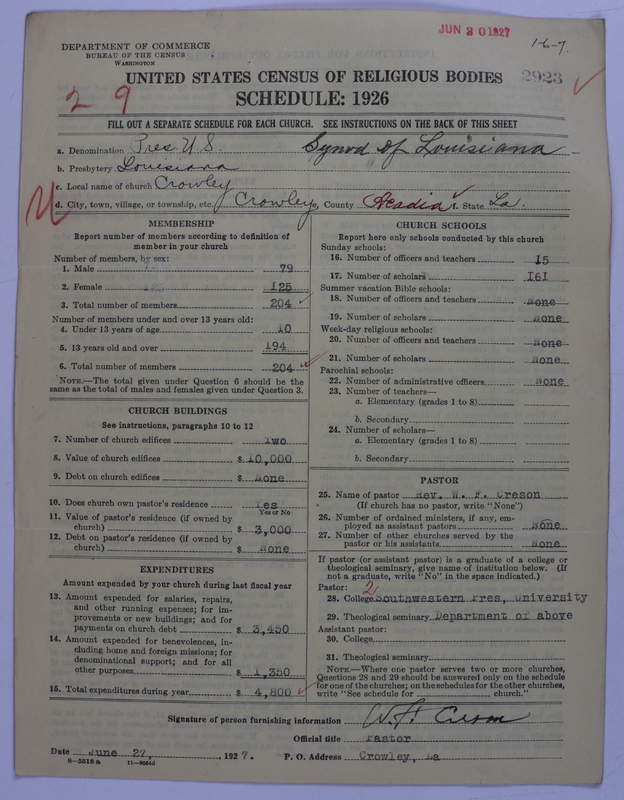 JUN 30 1927
1-6-7.
DEPARTMENT OF COMMERCE
BUREAU OF THE CENSUS
WASHINGTON
UNITED STATES CENSUS OF RELIGIOUS BODIES
2923
2 9
SCHEDULE: 1926
FILL OUT A SEPARATE SCHEDULE FOR EACH CHURCH. SEE INSTRUCTIONS ON THE BACK OF THIS SHEET
a. Denomination Pres U S. Synod of Louisiana
b. Presbytery Louisiana
c. Local name of church Crowley
d. City, town, village, or township, etc. Crowley e. County Acadia f. State La.
MEMBERSHIP
Report number of members according to definition of
member in your church
Number of members, by sex:
1. Male 79
2. Female 125
3. Total number of members 204
Number of members under and over 13 years old:
4. Under 13 years of age 10
5. 13 years old and over 194
6. Total number of members 204
NOTE.—The total given under Question 6 should be the
same as the total of males and females given under Question 3.
CHURCH BUILDINGS
See instructions, paragraphs 10 to 12
7. Number of church edifices Two
8. Value of church edifices $ 10,000
9. Debt on church edifices $ None
10. Does church own pastor's residence Yes
Yes or No
11. Value of pastor's residence (if owned by
church) $ 3,000
12. Debt on pastor's residence (if owned by
church) $ None
EXPENDITURES
Amount expended by your church during last fiscal year
13. Amount expended for salaries, repairs,
and other running expenses; for im-
provements or new buildings; and for
payments on church debt $ 3,450
14. Amount expended for benevolences, in-
cluding home and foreign missions; for
denominational support; and for all
other purposes $ 1,350
15. Total expenditures during year $ 4,800
CHURCH SCHOOLS
Report here only schools conducted by this church
Sunday schools:
16. Number of officers and teachers 15
17. Number of scholars 161
Summer vacation Bible schools:
18. Number of officers and teachers None
19. Number of scholars None
Week-day religious schools:
20. Number of officers and teachers None
21. Number of scholars None
Parochial schools:
22. Number of administrative officers None
23. Number of teachers—
a. Elementary (grades 1 to 8)
b. Secondary
24. Number of scholars—
a. Elementary (grades 1 to 8)
b. Secondary
PASTOR
25. Name of pastor Rev. W. F. Creson
(If church has no pastor, write "None")
26. Number of ordained ministers, if any, em-
ployed as assistant pastors None
27. Number of other churches served by the
pastor or his assistants None
If pastor (or assistant pastor) is a graduate of a college or
theological seminary, give name of institution below. (If
not a graduate, write "No" in the space indicated.)
Pastor: 2
28. College Southwestern Pres, University
29. Theological seminary Department of above
Assistant pastor:
30. College
31. Theological seminary
NOTE.—Where one pastor serves two or more churches,
Questions 28 and 29 should be answered only on the schedule
for one of the churches; on the schedules for the other churches,
write "See schedule for church."
Signature of person furnishing information W. F. Creson
Official title Pastor
Date June 27, 1927. P. O. Address Crowley, La
8—5518 a